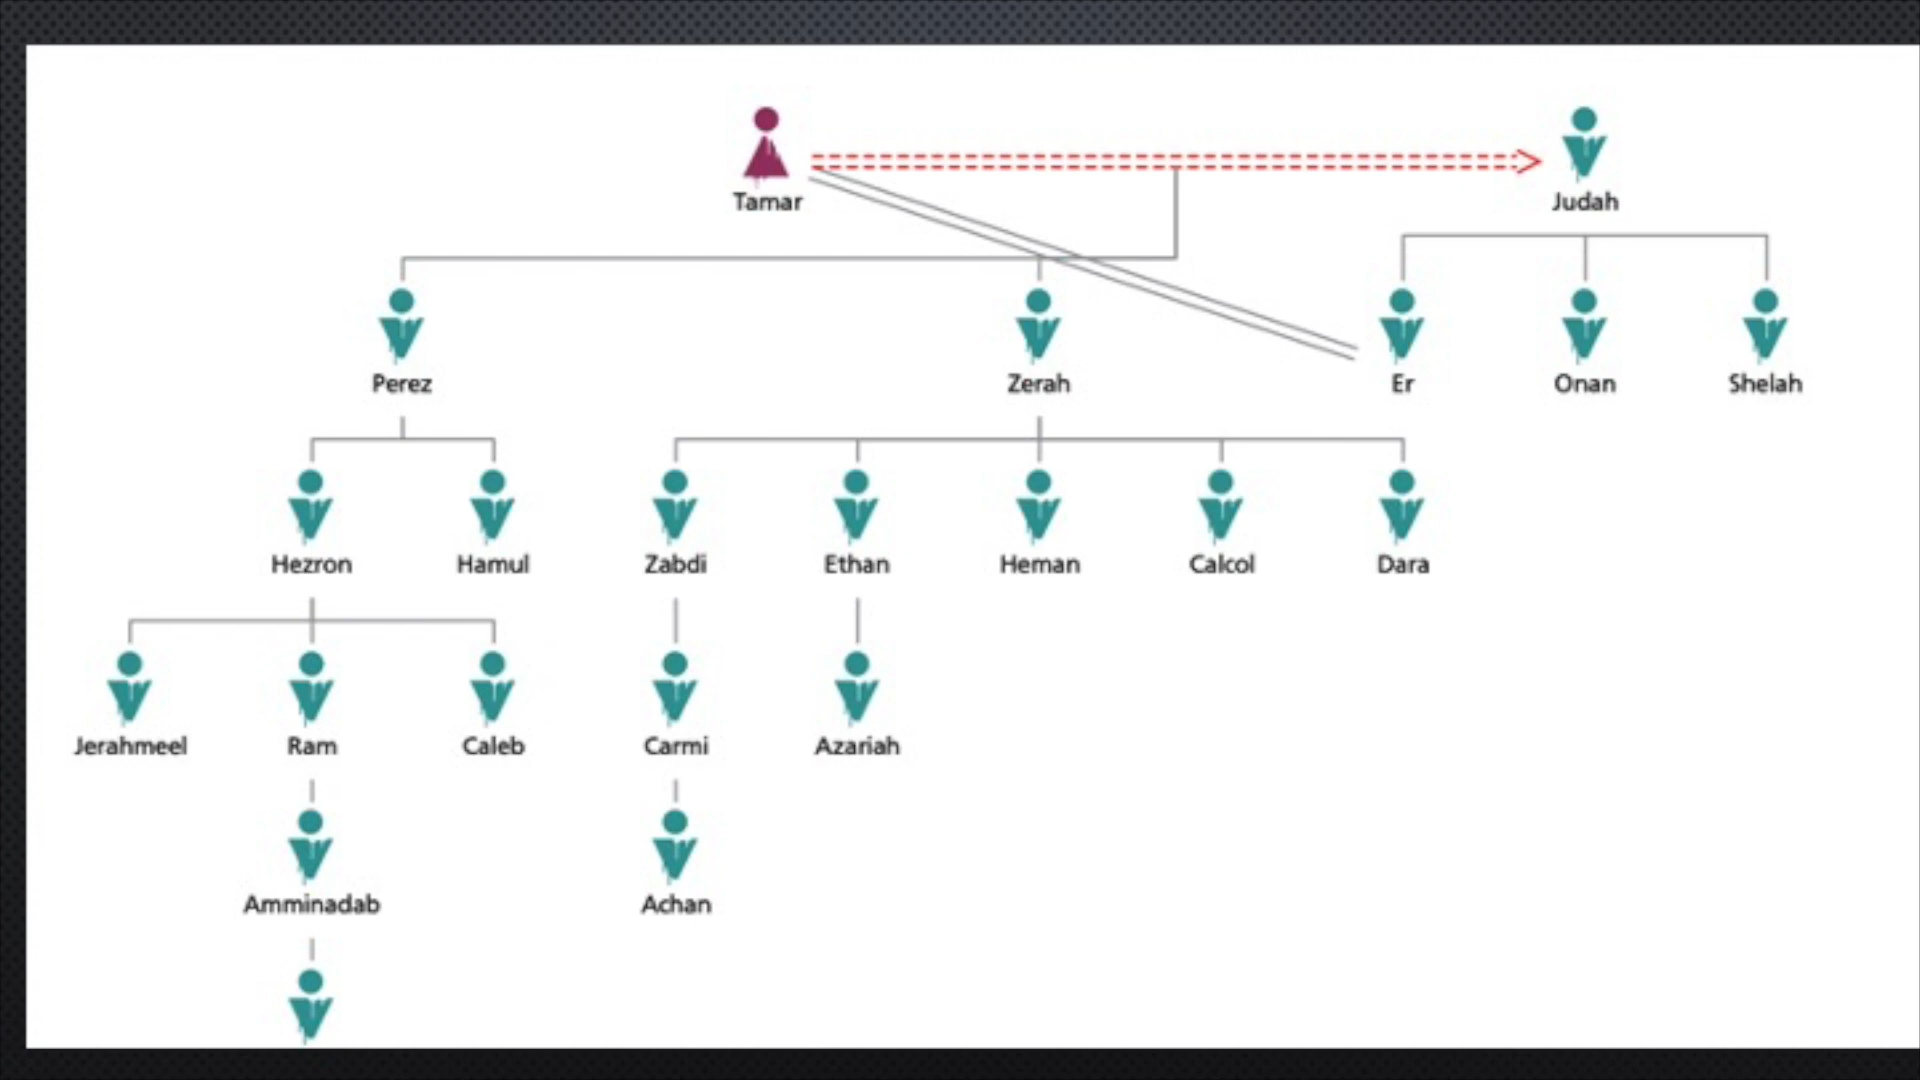 Tamar
Judah
Perez
Zerah
Er
Onan
Shelah
Hezron
Hamul
Zabdi
Ethan
Heman
Calcol
Dara
Jerahmeel
Ram
Caleb
Carmi
Azariah
Amminadab
Achan